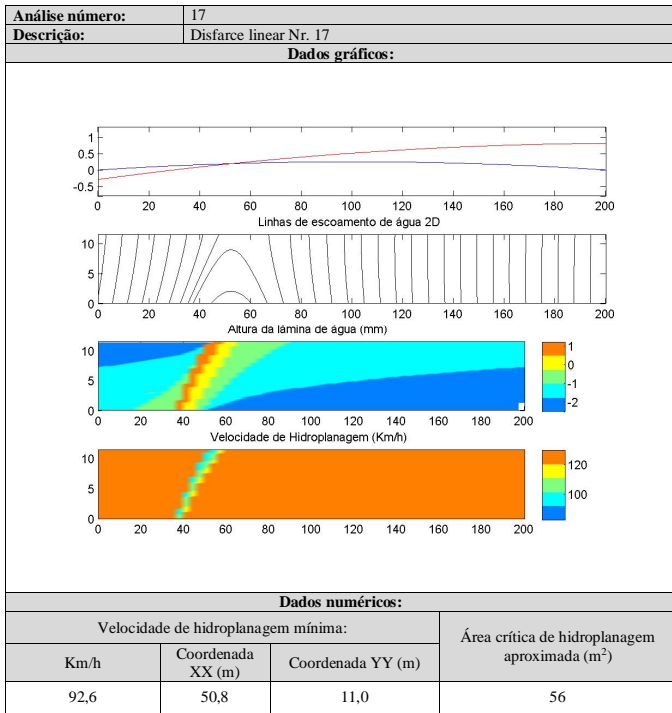 Análise número: 17
Descrição: Disfarce linear Nr. 17
Dados gráficos:
1
0.5
0
-0.5
0 20 40 60 80 100 120 140 160 180 200
Linhas de escoamento de água 2D
10
5
0
0 20 40 60 80 100 120 140 160 180 200
Altura da lámina de água (mm)
10
5
0
1
0
-1
-2
0 20 40 60 80 100 120 140 160 180 200
Velocidade de Hidroplanagem (Km/h)
10
5
0
120
100
0 20 40 60 80 100 120 140 160 180 200
Dados numéricos:
Velocidade de hidroplanagem mínima:
Área crítica de hidroplanagem
aproximada (m²)
Km/h
Coordenada
XX (m)
Coordenada YY (m)
92,6 50,8 11,0 56